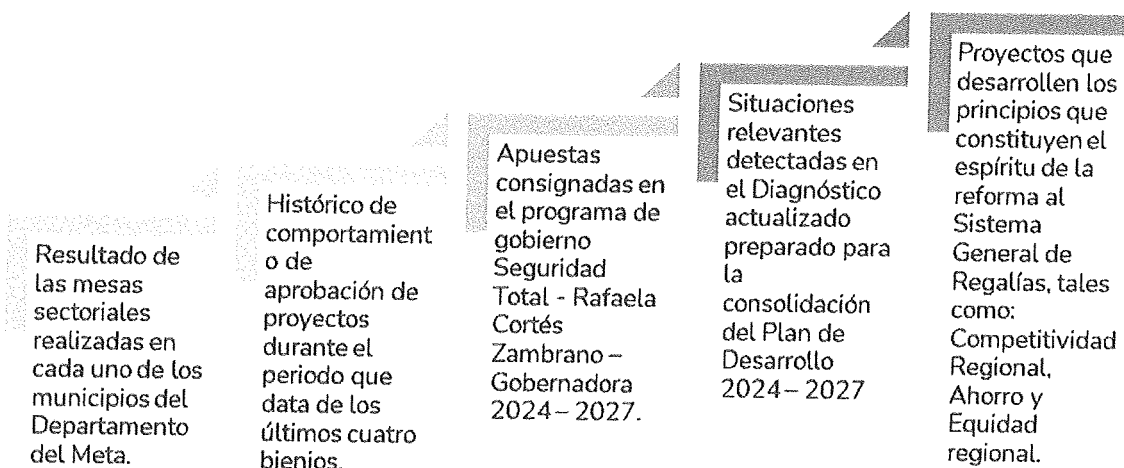 Resultado de
las mesas
sectoriales
realizadas en
cada uno de los
municipios del
Departamento
del Meta.
Histórico de
comportamient
o de
aprobación de
proyectos
durante el
periodo que
data de los
últimos cuatro
bienios.
Apuestas
consignadas en
el programa de
gobierno
Seguridad
Total - Rafaela
Cortés
Zambrano –
Gobernadora
2024 – 2027.
Situaciones
relevantes
detectadas en
el Diagnóstico
actualizado
preparado para
la
consolidación
del Plan de
Desarrollo
2024 – 2027
Proyectos que
desarrollen los
principios que
constituyen el
espíritu de la
reforma al
Sistema
General de
Regalías, tales
como:
Competitividad
Regional,
Ahorro y
Equidad
regional.